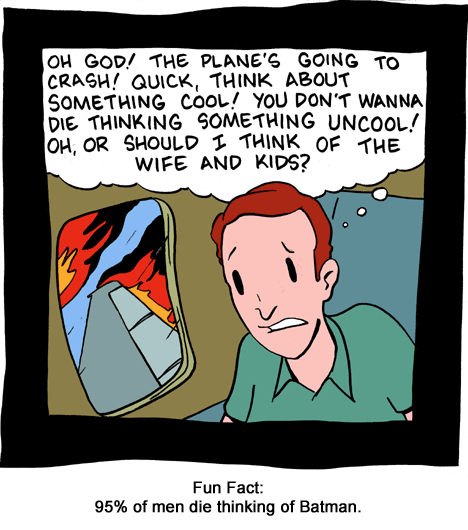 OH GOD! THE PLANE'S GOING TO
CRASH! QUICK, THINK ABOUT
SOMETHING COOL! YOU DON'T WANNA
DIE THINKING SOMETHING UNCOOL!
OH, OR SHOULD I THINK OF THE
WIFE AND KIDS?
Fun Fact:
95% of men die thinking of Batman.